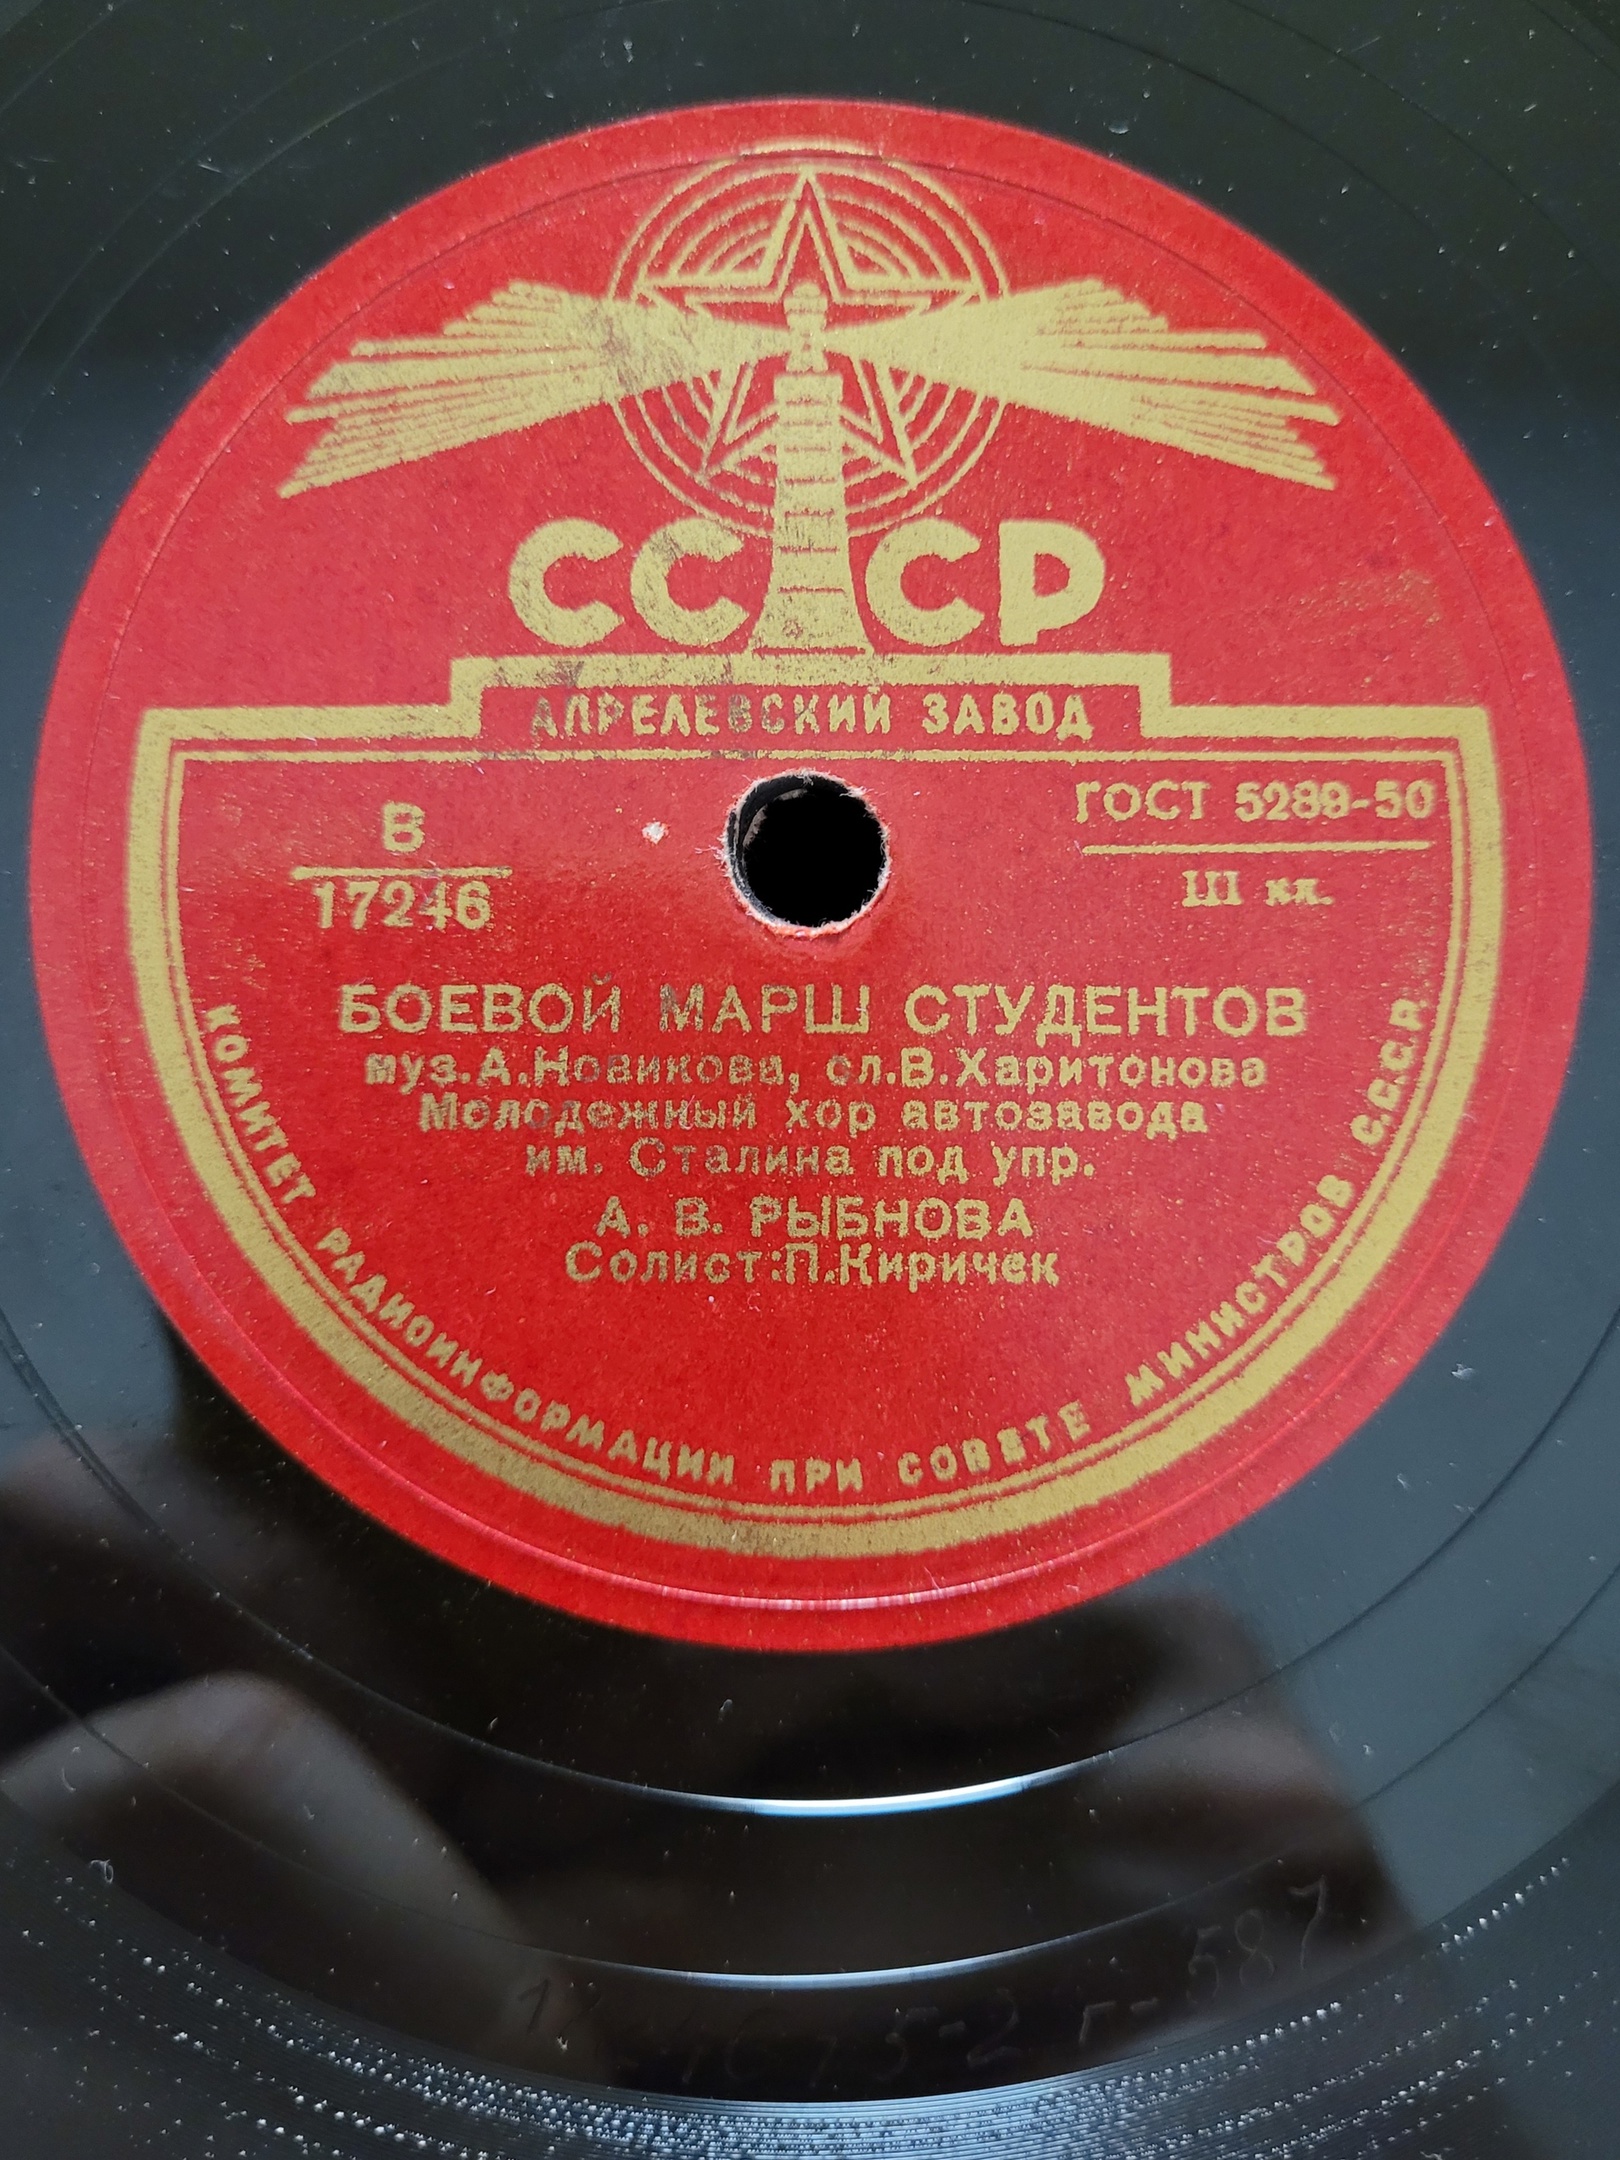 СССР
АПРЕЛЕВСКИЙ ЗАВОД
В
17246
ГОСТ 5289-50
III кл.
БОЕВОЙ МАРШ СТУДЕНТОВ
муз.А.Новикова, сл.В.Харитонова
Молодежный хор автозавода
им. Сталина под упр.
А. В. РЫБНОВА
Солист:П.Киричек
КОМИТЕТ РАДИОИНФОРМАЦИИ ПРИ СОВЕТЕ МИНИСТРОВ С.С.С.Р.